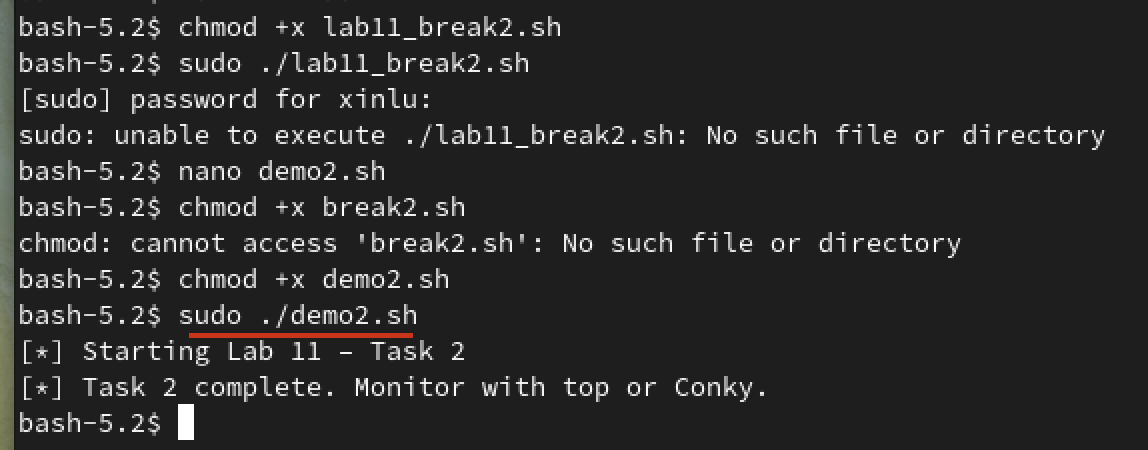 bash-5.2$ chmod +x lab11_break2.sh
bash-5.2$ sudo ./lab11_break2.sh
[sudo] password for xinlu:
sudo: unable to execute ./lab11_break2.sh: No such file or directory
bash-5.2$ nano demo2.sh
bash-5.2$ chmod +x break2.sh
chmod: cannot access 'break2.sh': No such file or directory
bash-5.2$ chmod +x demo2.sh
bash-5.2$ sudo ./demo2.sh
[*] Starting Lab 11 – Task 2
[*] Task 2 complete. Monitor with top or Conky.
bash-5.2$